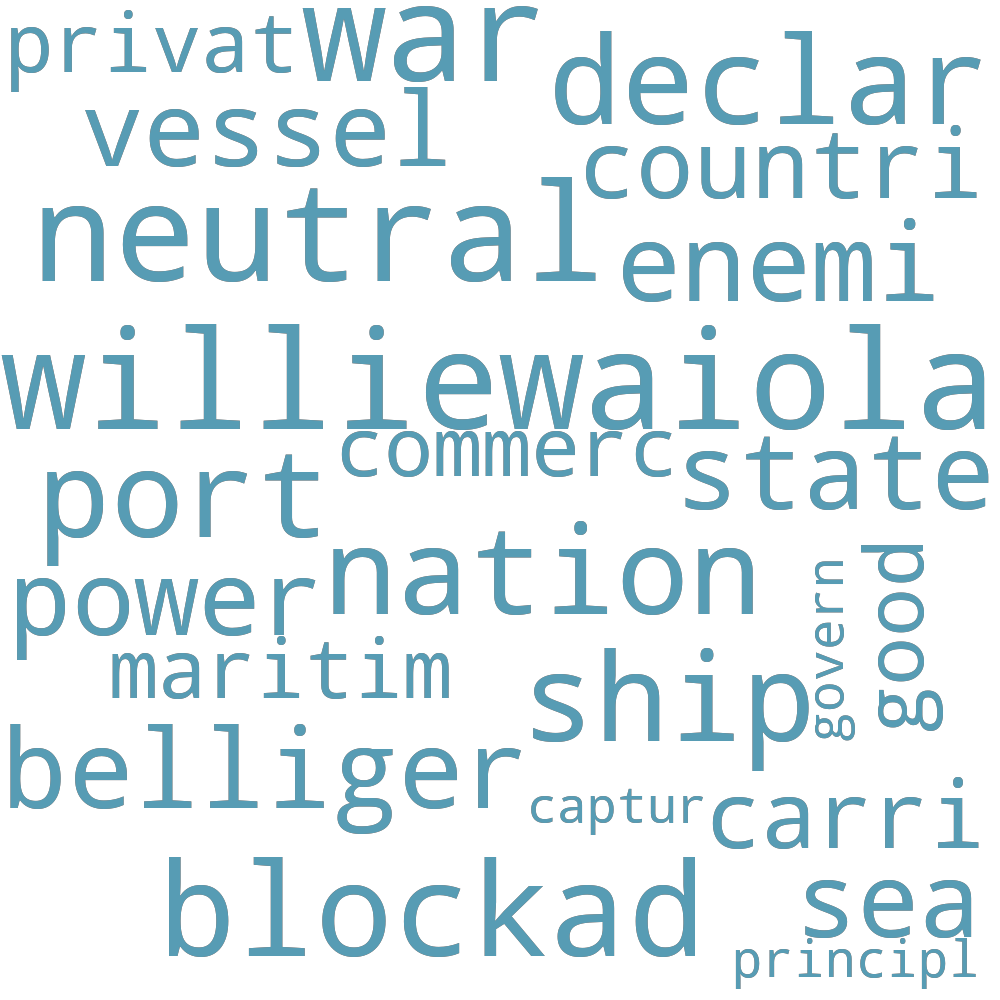 privat war
declar
vessel
countri
neutral
enemi
williewaiola
commerc
state
port
nation
power
govern
good
maritim
ship
belliger
captur
carri
blockad
sea
principl